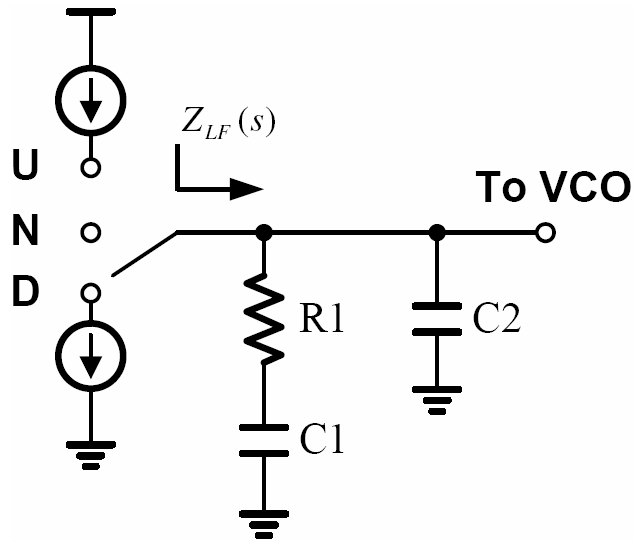 Z_LF(s)
U
To VCO
N
D
R1
C2
C1